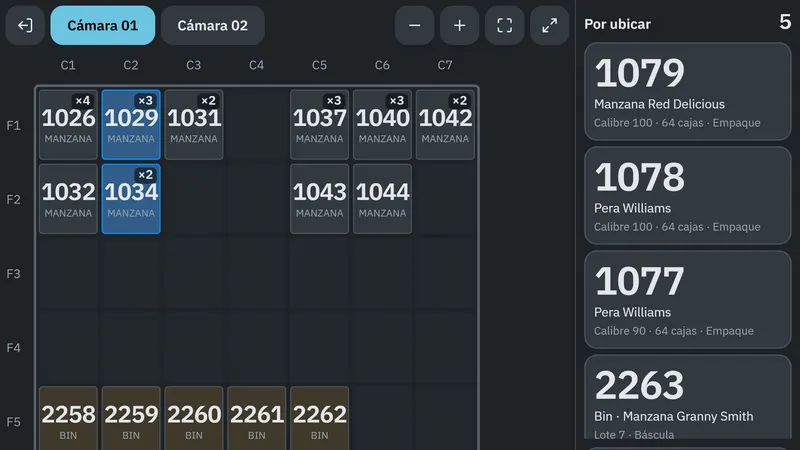 Cámara 01
Cámara 02
C1 C2 C3 C4 C5 C6 C7
F1
×4 ×3 ×2 ×3 ×3 ×2
1026 1029 1031 1037 1040 1042
MANZANA MANZANA MANZANA MANZANA MANZANA MANZANA
F2
×2
1032 1034 1043 1044
MANZANA MANZANA MANZANA MANZANA
F3
F4
F5
2258 2259 2260 2261 2262
BIN BIN BIN BIN BIN
Por ubicar 5
1079
Manzana Red Delicious
Calibre 100 · 64 cajas · Empaque
1078
Pera Williams
Calibre 100 · 64 cajas · Empaque
1077
Pera Williams
Calibre 90 · 64 cajas · Empaque
2263
Bin · Manzana Granny Smith
Lote 7 · Báscula